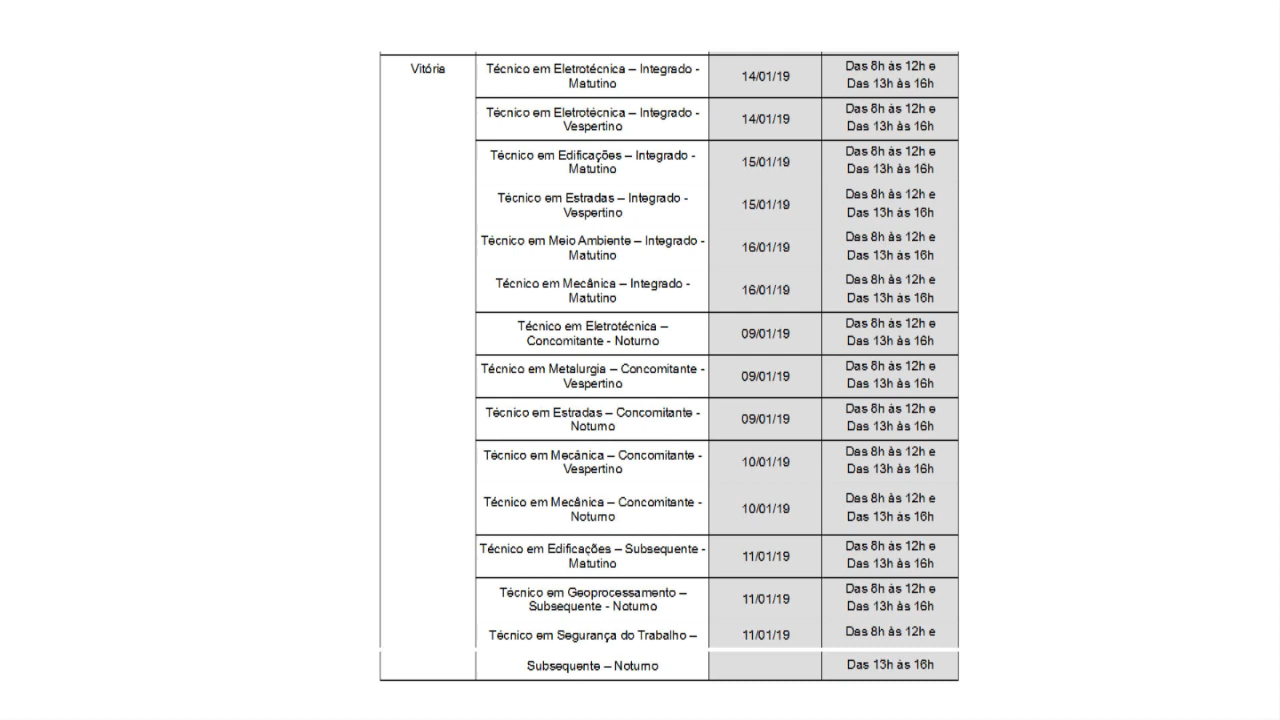 Vitória
Técnico em Eletrotécnica – Integrado -
Matutino
14/01/19
Das 8h às 12h e
Das 13h às 16h
Técnico em Eletrotécnica – Integrado -
Vespertino
14/01/19
Das 8h às 12h e
Das 13h às 16h
Técnico em Edificações – Integrado -
Matutino
15/01/19
Das 8h às 12h e
Das 13h às 16h
Técnico em Estradas – Integrado -
Vespertino
15/01/19
Das 8h às 12h e
Das 13h às 16h
Técnico em Meio Ambiente – Integrado -
Matutino
16/01/19
Das 8h às 12h e
Das 13h às 16h
Técnico em Mecânica – Integrado -
Matutino
16/01/19
Das 8h às 12h e
Das 13h às 16h
Técnico em Eletrotécnica –
Concomitante - Noturno
09/01/19
Das 8h às 12h e
Das 13h às 16h
Técnico em Metalurgia – Concomitante -
Vespertino
09/01/19
Das 8h às 12h e
Das 13h às 16h
Técnico em Estradas – Concomitante -
Noturno
09/01/19
Das 8h às 12h e
Das 13h às 16h
Técnico em Mecânica – Concomitante -
Vespertino
10/01/19
Das 8h às 12h e
Das 13h às 16h
Técnico em Mecânica – Concomitante -
Noturno
10/01/19
Das 8h às 12h e
Das 13h às 16h
Técnico em Edificações – Subsequente -
Matutino
11/01/19
Das 8h às 12h e
Das 13h às 16h
Técnico em Geoprocessamento –
Subsequente - Noturno
11/01/19
Das 8h às 12h e
Das 13h às 16h
Técnico em Segurança do Trabalho –
11/01/19
Das 8h às 12h e
Subsequente – Noturno
Das 13h às 16h